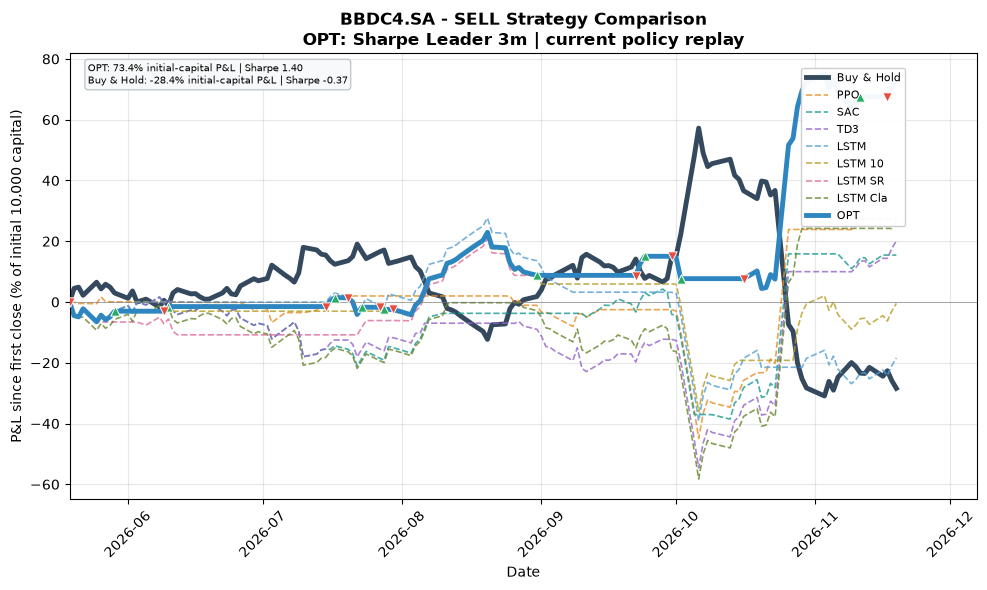 BBDC4.SA - SELL Strategy Comparison
OPT: Sharpe Leader 3m | current policy replay
OPT: 73.4% initial-capital P&L | Sharpe 1.40
Buy & Hold: -28.4% initial-capital P&L | Sharpe -0.37
Buy & Hold
PPO
SAC
TD3
LSTM
LSTM 10
LSTM SR
LSTM Cla
OPT
P&L since first close (% of initial 10,000 capital)
80
60
40
20
0
−20
−40
−60
2026-06
2026-07
2026-08
2026-09
2026-10
2026-11
2026-12
Date